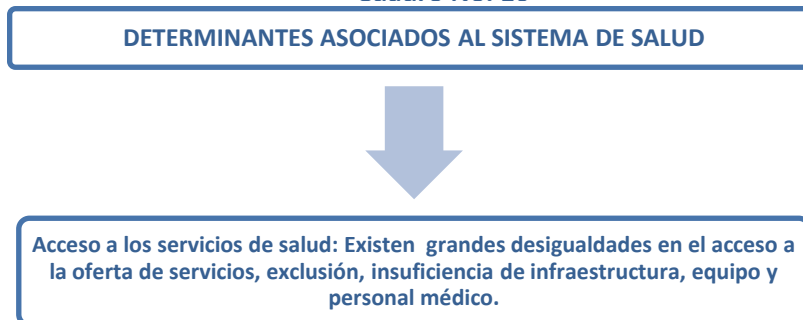 DETERMINANTES ASOCIADOS AL SISTEMA DE SALUD
Acceso a los servicios de salud: Existen grandes desigualdades en el acceso a
la oferta de servicios, exclusión, insuficiencia de infraestructura, equipo y
personal médico.